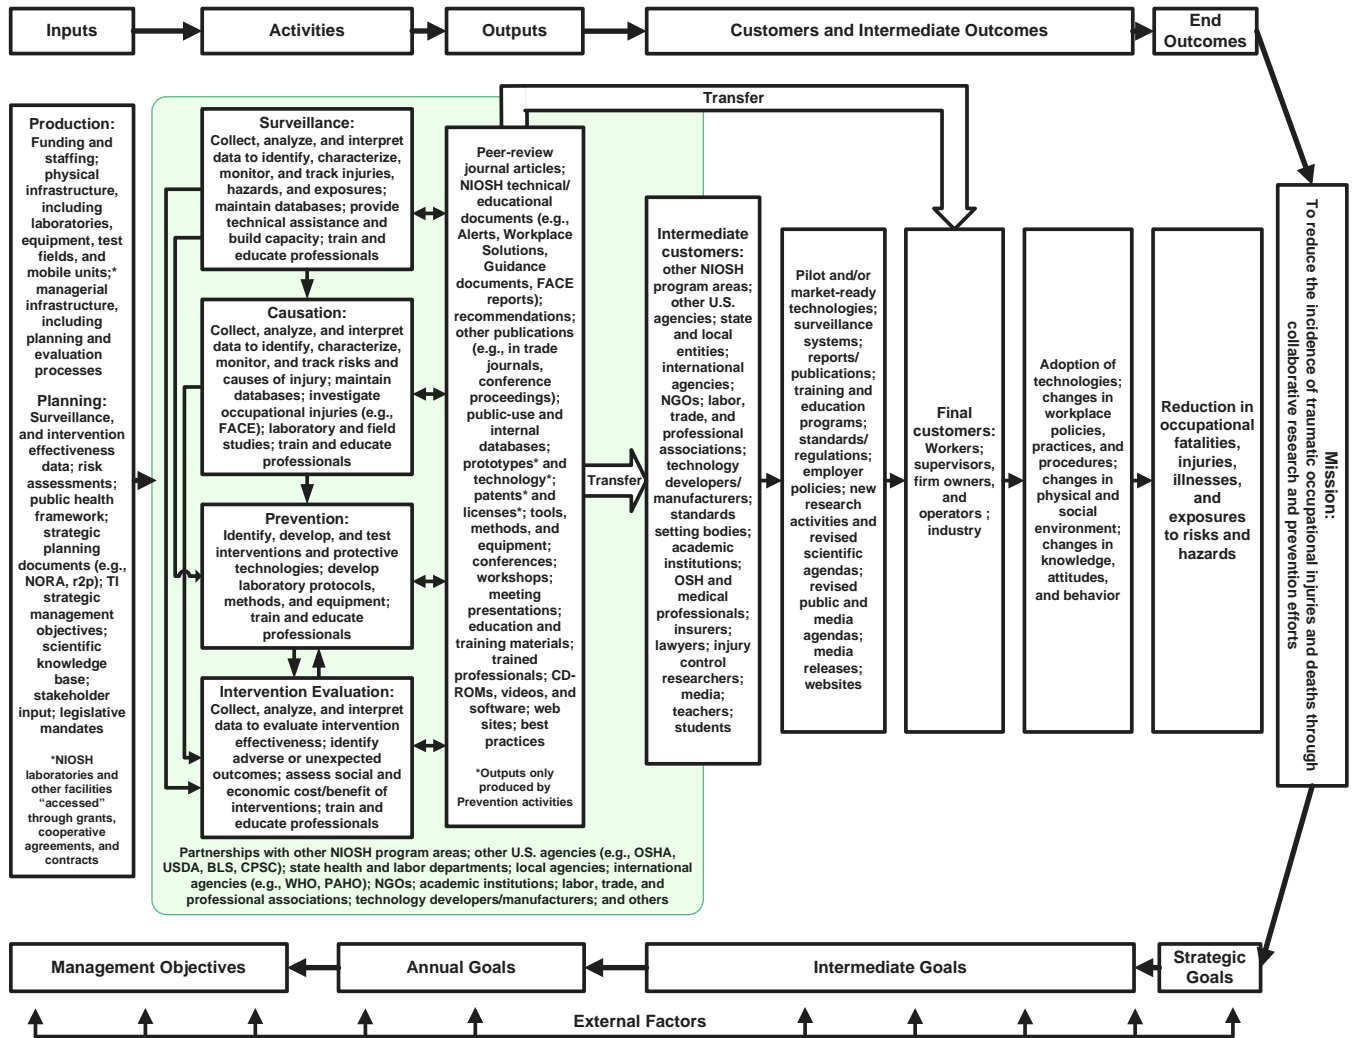 Inputs
Activities
Outputs
Customers and Intermediate Outcomes
End
Outcomes
Production:
Funding and
staffing;
physical
infrastructure,
including
laboratories,
equipment, test
fields, and
mobile units;*
managerial
infrastructure,
including
planning and
evaluation
processes
Planning:
Surveillance,
and intervention
effectiveness
data; risk
assessments;
public health
framework;
strategic
planning
documents (e.g.,
NORA, r2p); TI
strategic
management
objectives;
scientific
knowledge
base;
stakeholder
input; legislative
mandates
*NIOSH
laboratories and
other facilities
“accessed”
through grants,
cooperative
agreements, and
contracts
Surveillance:
Collect, analyze, and interpret
data to identify, characterize,
monitor, and track injuries,
hazards, and exposures;
maintain databases; provide
technical assistance and
build capacity; train and
educate professionals
Causation:
Collect, analyze, and interpret
data to identify, characterize,
monitor, and track risks and
causes of injury; maintain
databases; investigate
occupational injuries (e.g.,
FACE); laboratory and field
studies; train and educate
professionals
Prevention:
Identify, develop, and test
interventions and protective
technologies; develop
laboratory protocols,
methods, and equipment;
train and educate
professionals
Intervention Evaluation:
Collect, analyze, and interpret
data to evaluate intervention
effectiveness; identify
adverse or unexpected
outcomes; assess social and
economic cost/benefit of
interventions; train and
educate professionals
Partnerships with other NIOSH program areas; other U.S. agencies (e.g., OSHA,
USDA, BLS, CPSC); state health and labor departments; local agencies; international
agencies (e.g., WHO, PAHO); NGOs; academic institutions; labor, trade, and
professional associations; technology developers/manufacturers; and others
Peer-review
journal articles;
NIOSH technical/
educational
documents (e.g.,
Alerts, Workplace
Solutions,
Guidance
documents, FACE
reports);
recommendations;
other publications
(e.g., in trade
journals,
conference
proceedings);
public-use and
internal
databases;
prototypes* and
technology*;
patents* and
licenses*; tools,
methods, and
equipment;
conferences;
workshops;
meeting
presentations;
education and
training materials;
trained
professionals; CD-
ROMs, videos, and
software; web
sites; best
practices
*Outputs only
produced by
Prevention activities
Transfer
Transfer
Intermediate
customers:
other NIOSH
program areas;
other U.S.
agencies; state
and local
entities;
international
agencies;
NGOs; labor,
trade, and
professional
associations;
technology
developers/
manufacturers;
standards
setting bodies;
academic
institutions;
OSH and
medical
professionals;
insurers;
lawyers; injury
control
researchers;
media;
teachers;
students
Pilot and/or
market-ready
technologies;
surveillance
systems;
reports/
publications;
training and
education
programs;
standards/
regulations;
employer
policies; new
research
activities and
revised
scientific
agendas;
revised
public and
media
agendas;
media
releases;
websites
Final
customers:
Workers;
supervisors,
firm owners,
and
operators ;
industry
Adoption of
technologies;
changes in
workplace
policies,
practices, and
procedures;
changes in
physical and
social
environment;
changes in
knowledge,
attitudes,
and behavior
Reduction in
occupational
fatalities,
injuries,
illnesses,
and
exposures
to risks and
hazards
Mission:
To reduce the incidence of traumatic occupational injuries and deaths through
collaborative research and prevention efforts
Management Objectives
Annual Goals
Intermediate Goals
Strategic
Goals
External Factors